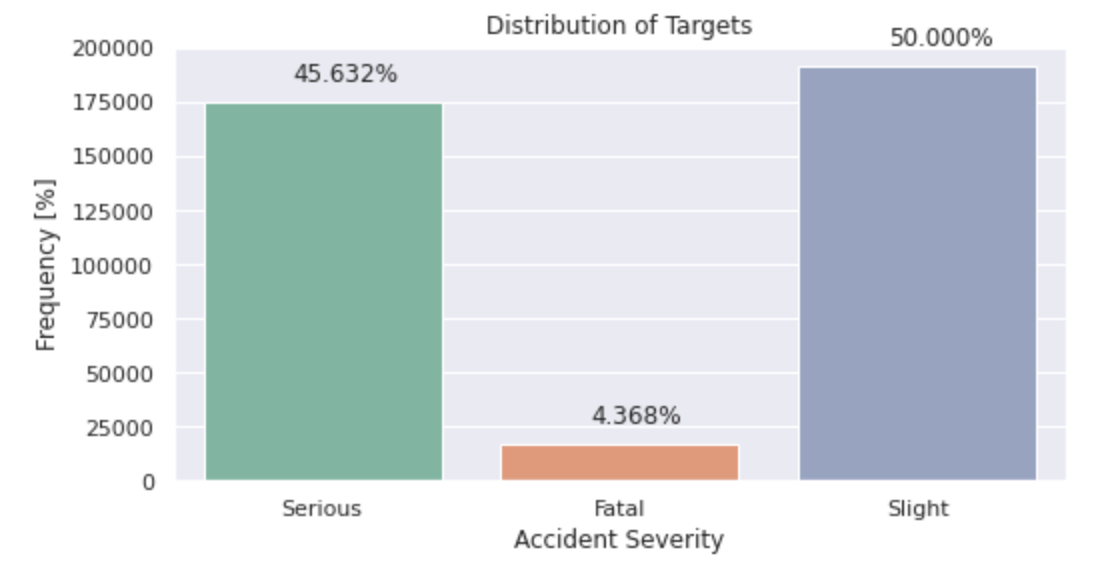 Distribution of Targets
200000
175000
150000
125000
100000
75000
50000
25000
0
Frequency [%]
45.632%
4.368%
50.000%
Serious
Fatal
Slight
Accident Severity